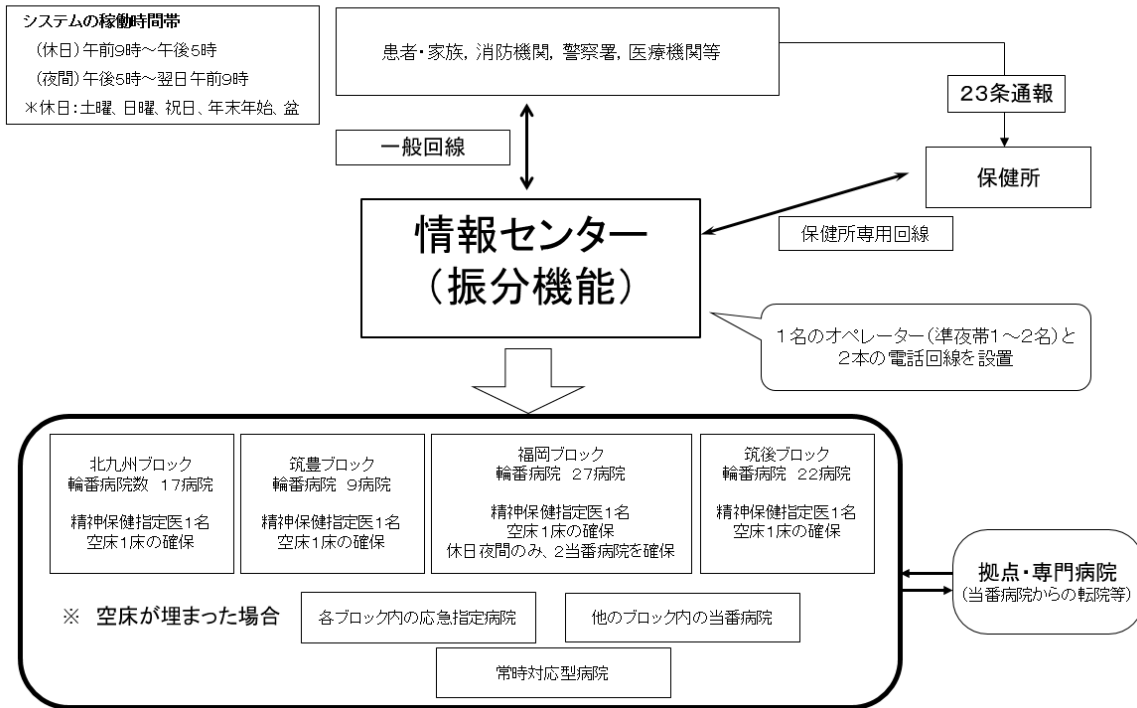 システムの稼働時間帯
(休日)午前9時～午後5時
(夜間)午後5時～翌日午前9時
＊休日：土曜、日曜、祝日、年末年始、盆
患者・家族, 消防機関, 警察署, 医療機関等
23条通報
一般回線
保健所
情報センター
（振分機能）
保健所専用回線
1名のオペレーター（準夜帯1～2名）と
2本の電話回線を設置
北九州ブロック
輪番病院数 17病院
精神保健指定医1名
空床1床の確保
筑豊ブロック
輪番病院 9病院
精神保健指定医1名
空床1床の確保
福岡ブロック
輪番病院 27病院
精神保健指定医1名
空床1床の確保
休日夜間のみ、2当番病院を確保
筑後ブロック
輪番病院 22病院
精神保健指定医1名
空床1床の確保
拠点・専門病院
(当番病院からの転院等)
※ 空床が埋まった場合
各ブロック内の応急指定病院
他のブロック内の当番病院
常時対応型病院